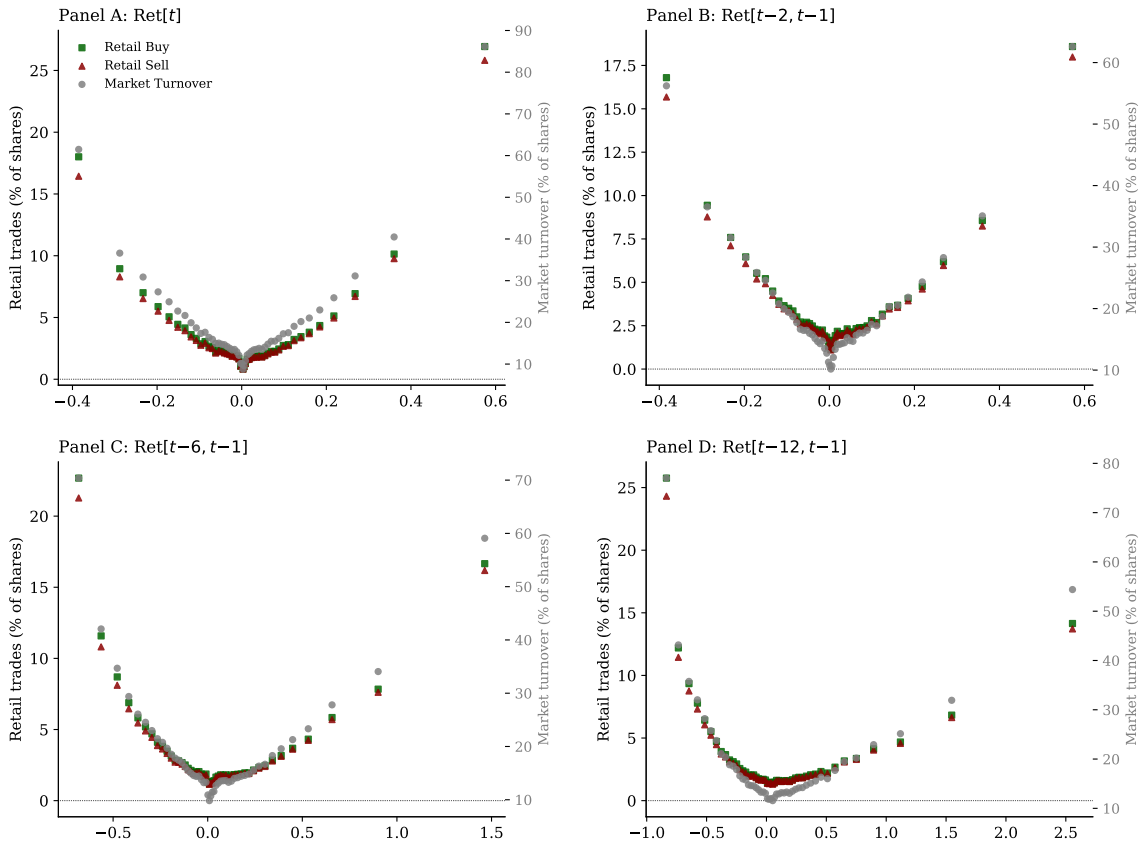 Panel A: Ret[t]
Retail Buy
Retail Sell
Market Turnover
Retail trades (% of shares)
25
20
15
10
5
0
−0.4 −0.2 0.0 0.2 0.4 0.6
90
80
70
60
50
40
30
20
10
Market turnover (% of shares)
Panel B: Ret[t−2, t−1]
Retail trades (% of shares)
17.5
15.0
12.5
10.0
7.5
5.0
2.5
0.0
−0.4 −0.2 0.0 0.2 0.4 0.6
60
50
40
30
20
10
Market turnover (% of shares)
Panel C: Ret[t−6, t−1]
Retail trades (% of shares)
20
15
10
5
0
−0.5 0.0 0.5 1.0 1.5
70
60
50
40
30
20
10
Market turnover (% of shares)
Panel D: Ret[t−12, t−1]
Retail trades (% of shares)
25
20
15
10
5
0
−1.0 −0.5 0.0 0.5 1.0 1.5 2.0 2.5
80
70
60
50
40
30
20
10
Market turnover (% of shares)